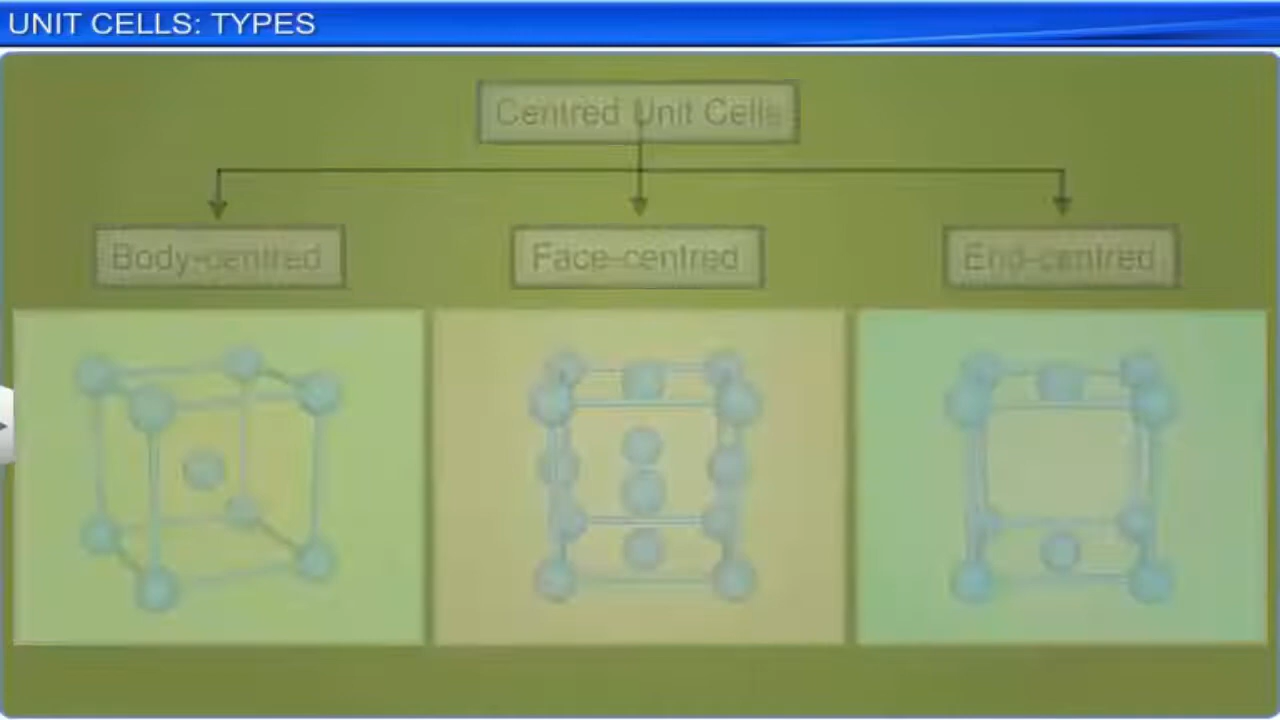 UNIT CELLS: TYPES
Centred Unit Cells
Body-centred
Face-centred
End-centred